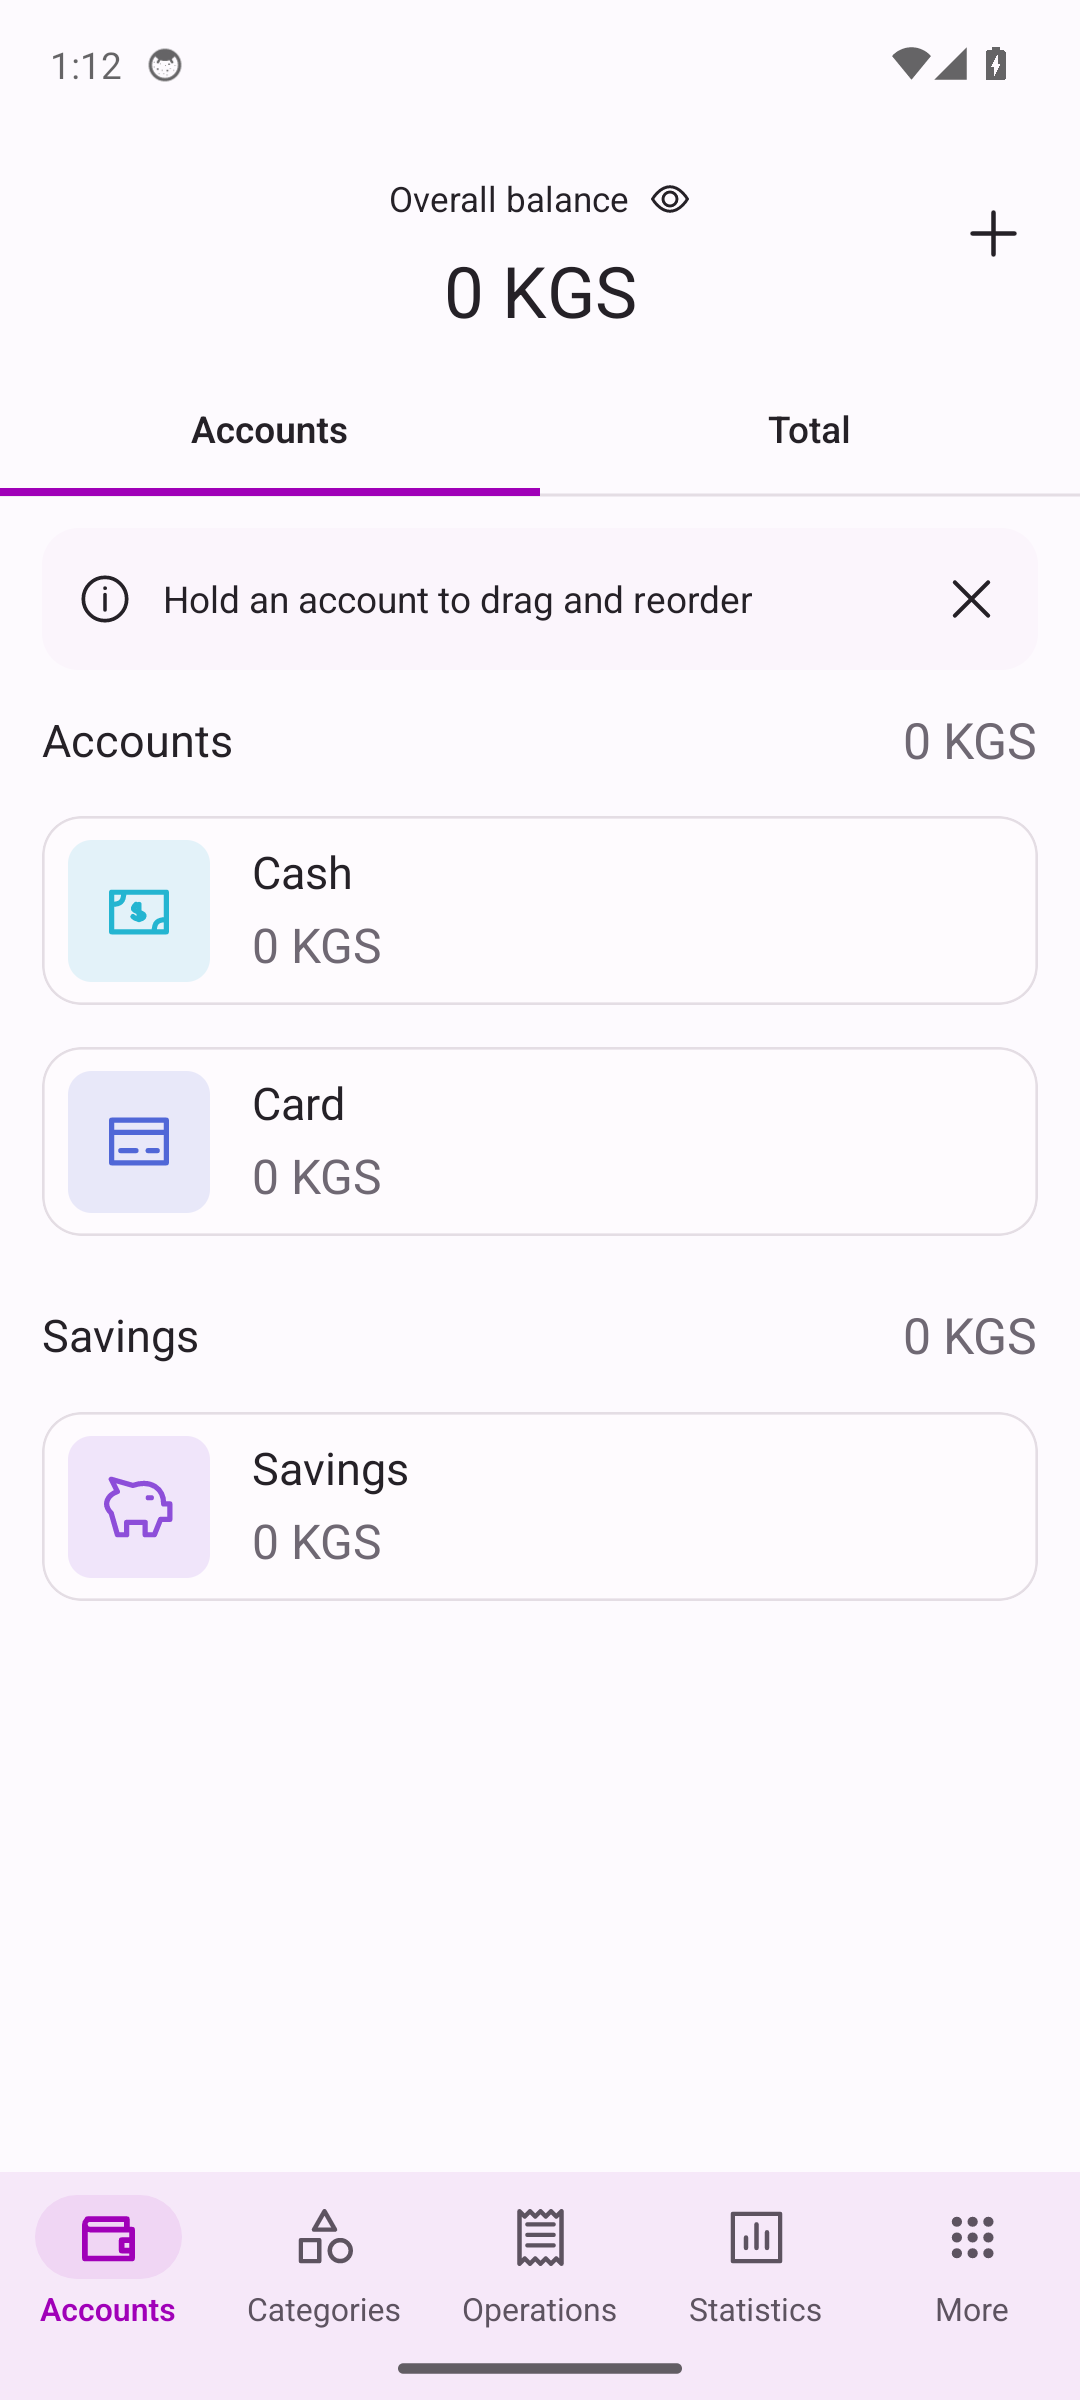 1:12
Overall balance
0 KGS
Accounts
Total
Hold an account to drag and reorder
Accounts
0 KGS
Cash
0 KGS
Card
0 KGS
Savings
0 KGS
Savings
0 KGS
Accounts
Categories
Operations
Statistics
More